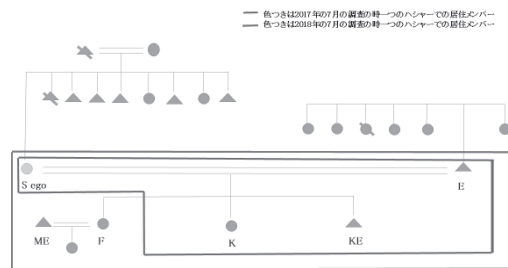 色つきは2017年の7月の調査の時一つのハシャーでの居住メンバー
色つきは2018年の7月の調査の時一つのハシャーでの居住メンバー
S ego
E
ME
F
K
KE